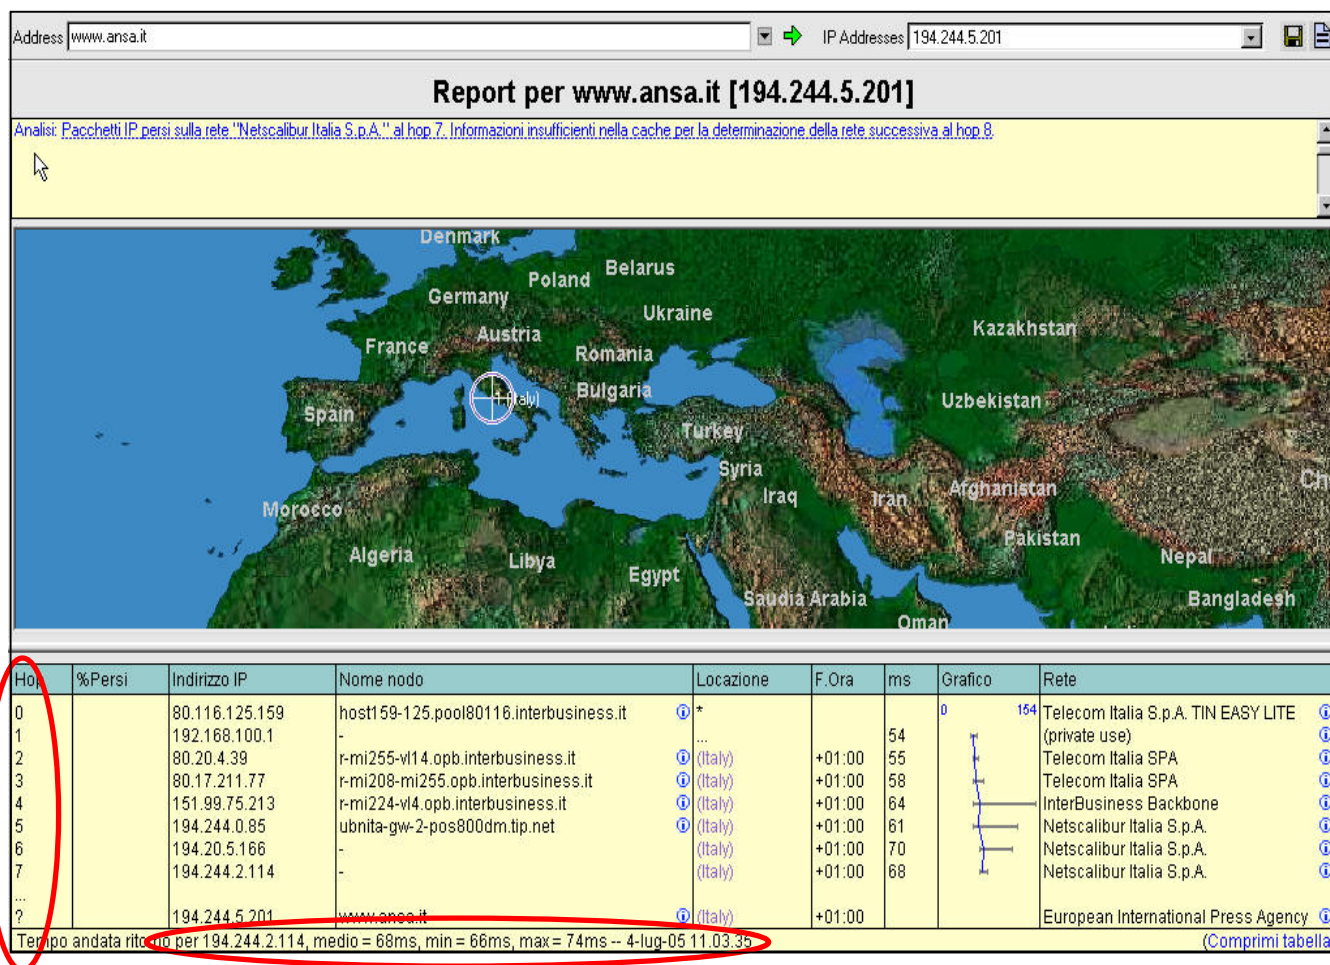 Address www.ansa.it IP Addresses 194.244.5.201
Report per www.ansa.it [194.244.5.201]
Analisi: Pacchetti IP persi sulla rete "Netscalibur Italia S.p.A." al hop 7. Informazioni insufficienti nella cache per la determinazione della rete successiva al hop 8.
Denmark
Belarus
Poland
Germany
Ukraine
Kazakhstan
Austria
France
Romania
Bulgaria
(Italy)
Uzbekistan
Spain
Turkey
Syria
Afghanistan
Iraq
Iran
Ch
Morocco
Pakistan
Algeria
Libya
Nepal
Egypt
Saudia Arabia
Bangladesh
Oman
Hop %Persi Indirizzo IP Nome nodo Locazione F.Ora ms Grafico Rete
0 80.116.125.159 host159-125.pool80116.interbusiness.it * 0 154 Telecom Italia S.p.A. TIN EASY LITE
1 192.168.100.1 - ... 54 (private use)
2 80.20.4.39 r-mi255-vl14.opb.interbusiness.it (Italy) +01:00 55 Telecom Italia SPA
3 80.17.211.77 r-mi208-mi255.opb.interbusiness.it (Italy) +01:00 58 Telecom Italia SPA
4 151.99.75.213 r-mi224-vl4.opb.interbusiness.it (Italy) +01:00 64 InterBusiness Backbone
5 194.244.0.85 ubnita-gw-2-pos800dm.tip.net (Italy) +01:00 61 Netscalibur Italia S.p.A.
6 194.20.5.166 - (Italy) +01:00 70 Netscalibur Italia S.p.A.
7 194.244.2.114 - (Italy) +01:00 68 Netscalibur Italia S.p.A.
...
? 194.244.5.201 www.ansa.it (Italy) +01:00 European International Press Agency
Tempo andata ritorno per 194.244.2.114, medio = 68ms, min = 66ms, max = 74ms -- 4-lug-05 11.03.35 (Comprimi tabella